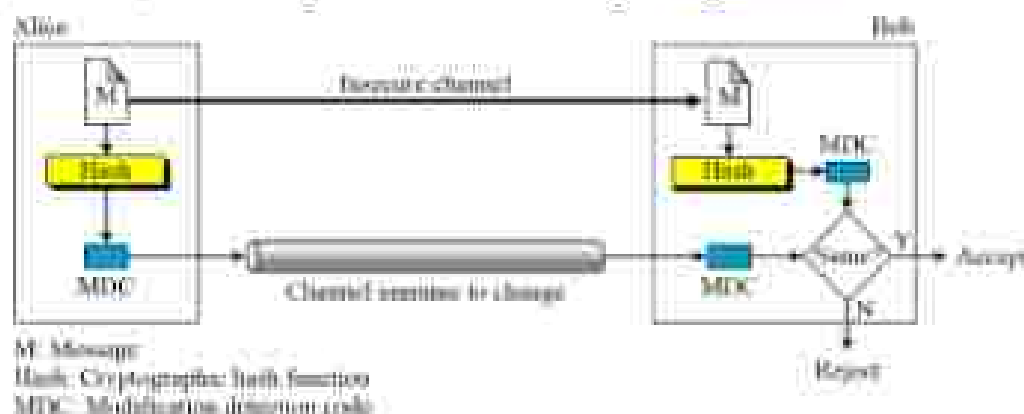 Alice
Bob
M
Insecure channel
M
Hash
Hash
MDC
MDC
Channel immune to change
MDC
Same?
Y
Accept
N
Reject
M: Message
Hash: Cryptographic hash function
MDC: Modification detection code